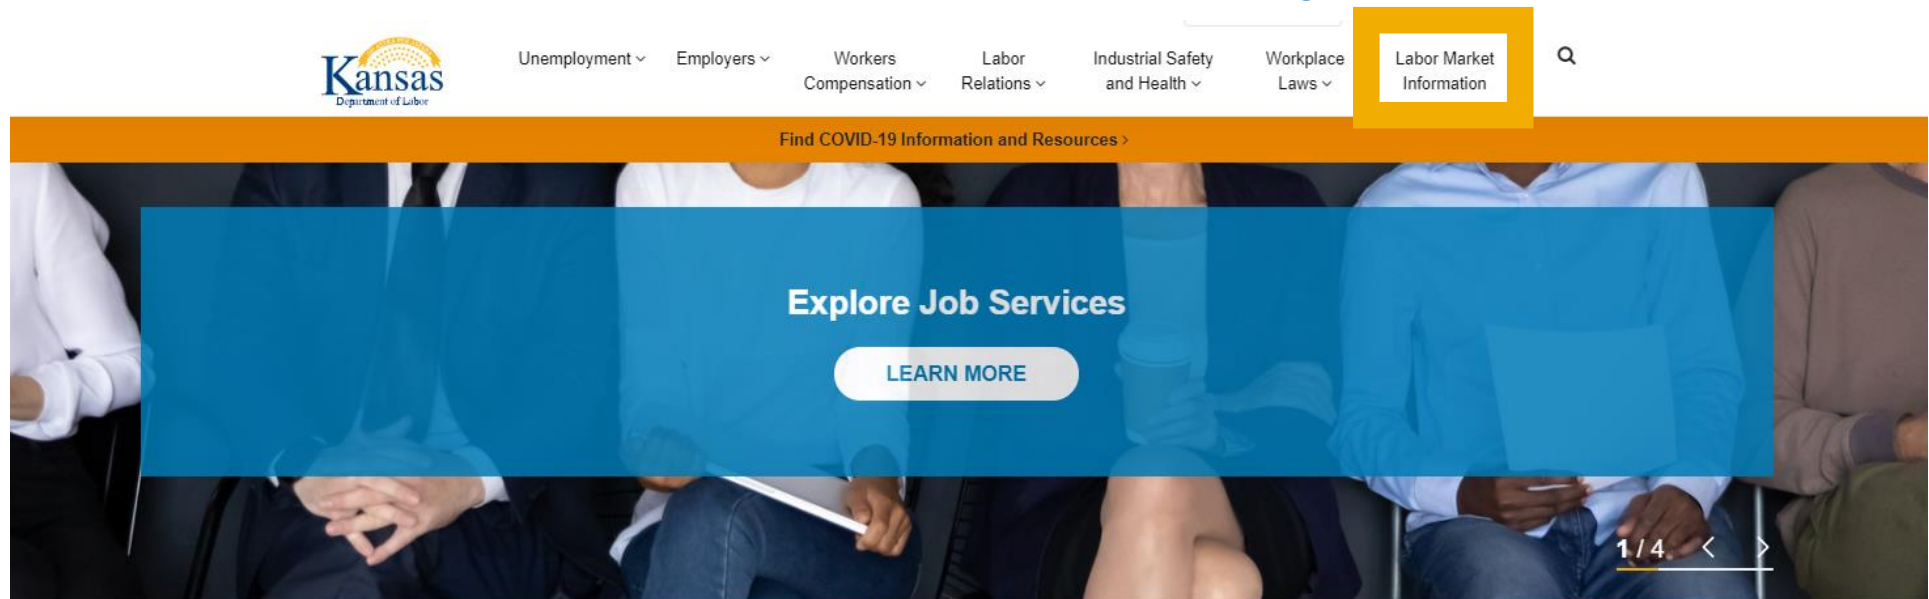 Kansas
Department of Labor
Unemployment
Employers
Workers
Compensation
Labor
Relations
Industrial Safety
and Health
Workplace
Laws
Labor Market
Information
Find COVID-19 Information and Resources >
Explore Job Services
LEARN MORE
1 / 4 < >